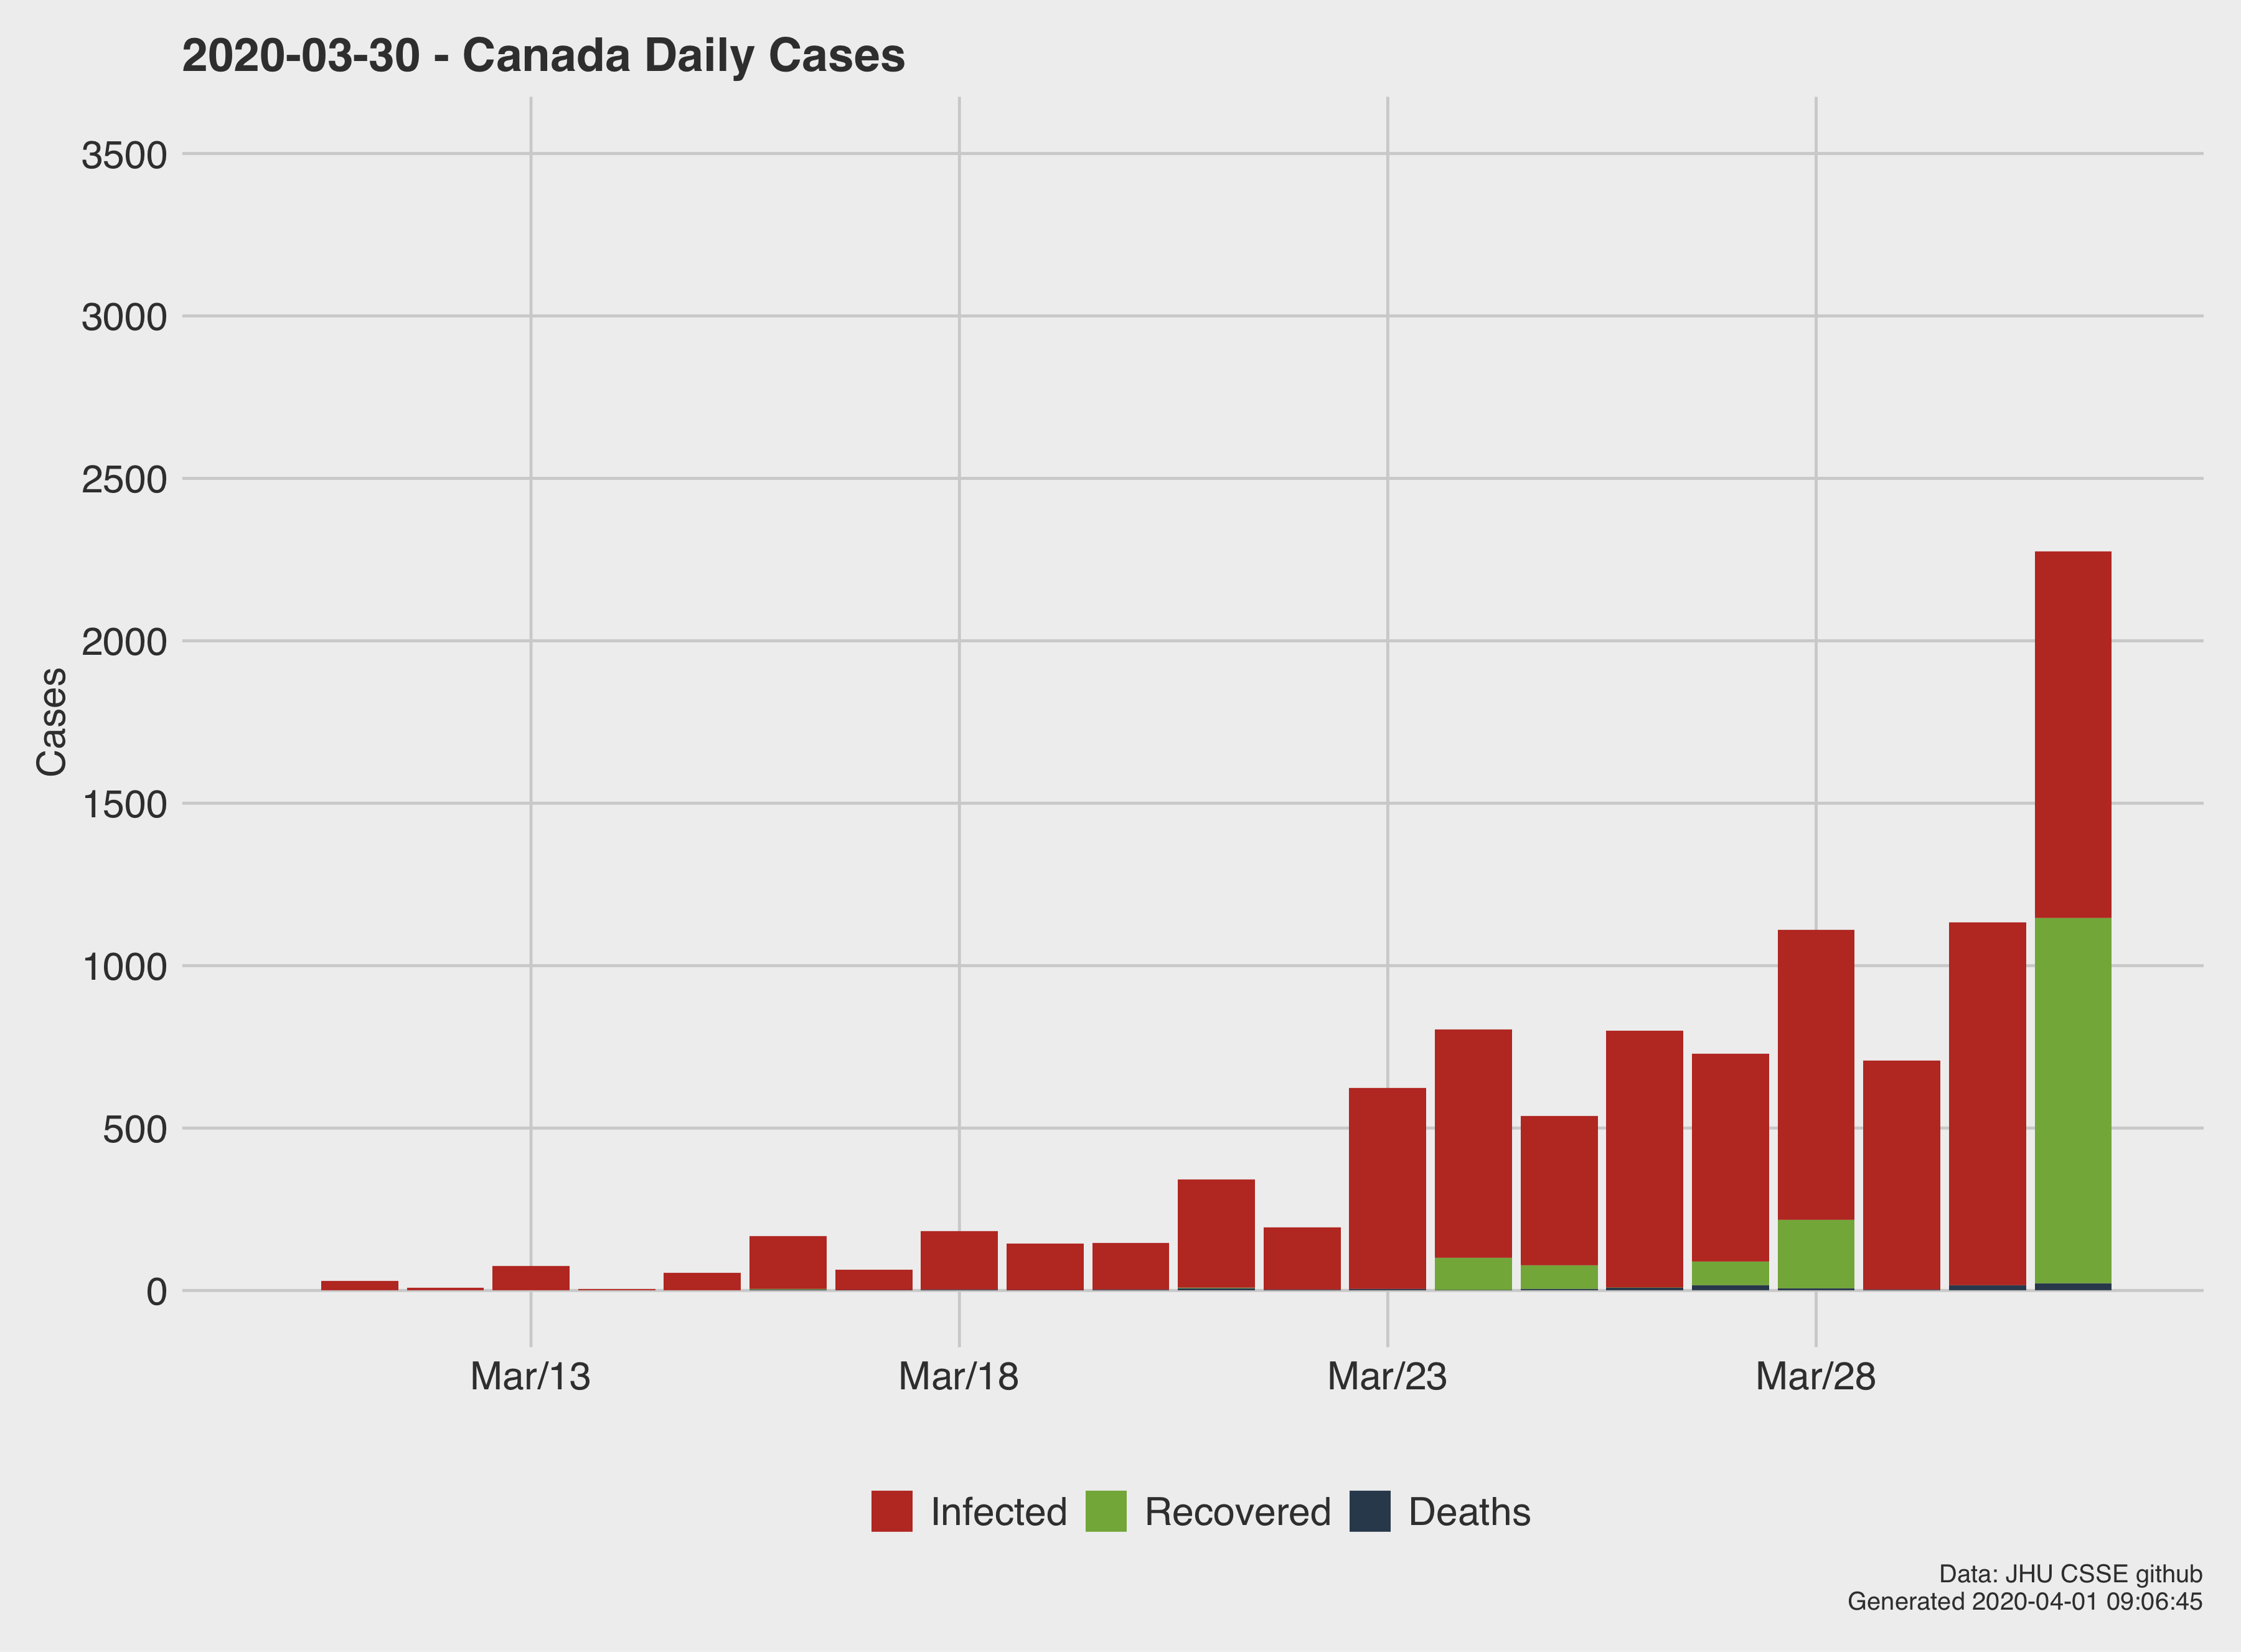 2020-03-30 - Canada Daily Cases
3500
3000
2500
2000
1500
1000
500
0
Cases
Mar/13 Mar/18 Mar/23 Mar/28
Infected Recovered Deaths
Data: JHU CSSE github
Generated 2020-04-01 09:06:45